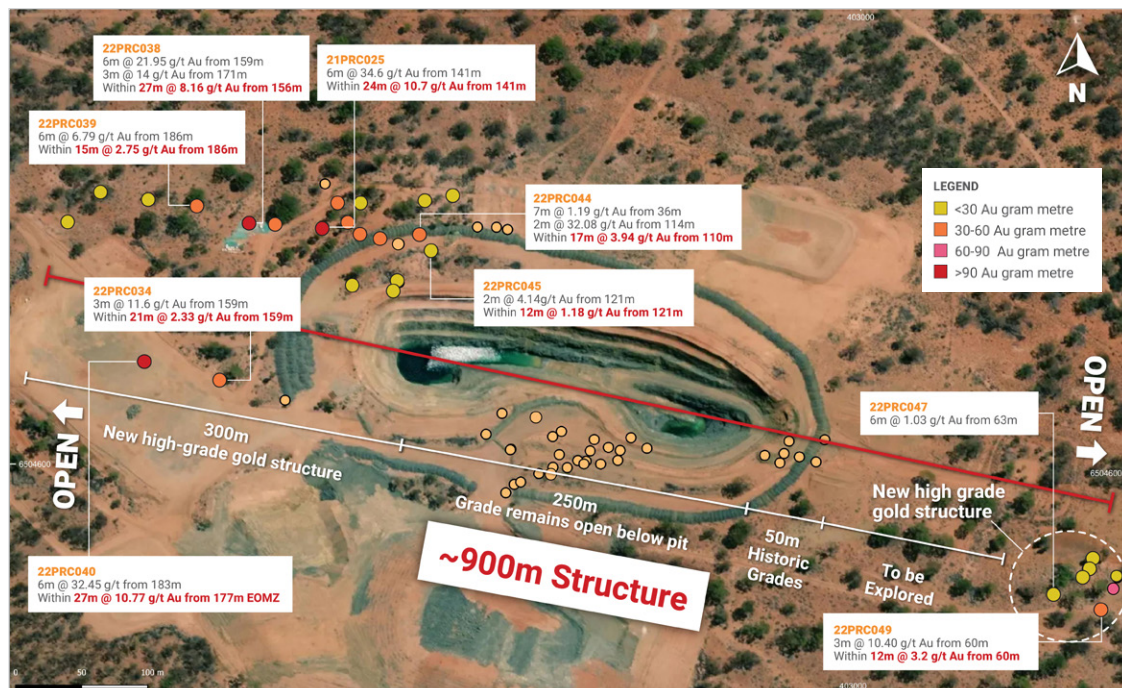 403000
22PRC038
6m @ 21.95 g/t Au from 159m
3m @ 14 g/t Au from 171m
Within 27m @ 8.16 g/t Au from 156m
21PRC025
6m @ 34.6 g/t Au from 141m
Within 24m @ 10.7 g/t Au from 141m
N
22PRC039
6m @ 6.79 g/t Au from 186m
Within 15m @ 2.75 g/t Au from 186m
22PRC044
7m @ 1.19 g/t Au from 36m
2m @ 32.08 g/t Au from 114m
Within 17m @ 3.94 g/t Au from 110m
LEGEND
<30 Au gram metre
30-60 Au gram metre
60-90 Au gram metre
>90 Au gram metre
22PRC034
3m @ 11.6 g/t Au from 159m
Within 21m @ 2.33 g/t Au from 159m
22PRC045
2m @ 4.14g/t Au from 121m
Within 12m @ 1.18 g/t Au from 121m
OPEN
300m
New high-grade gold structure
OPEN
22PRC047
6m @ 1.03 g/t Au from 63m
6504600
6504600
250m
Grade remains open below pit
New high grade
gold structure
50m
Historic
Grades
To be
Explored
~900m Structure
22PRC040
6m @ 32.45 g/t from 183m
Within 27m @ 10.77 g/t Au from 177m EOMZ
22PRC049
3m @ 10.40 g/t Au from 60m
Within 12m @ 3.2 g/t Au from 60m
0
50
100 m
403000